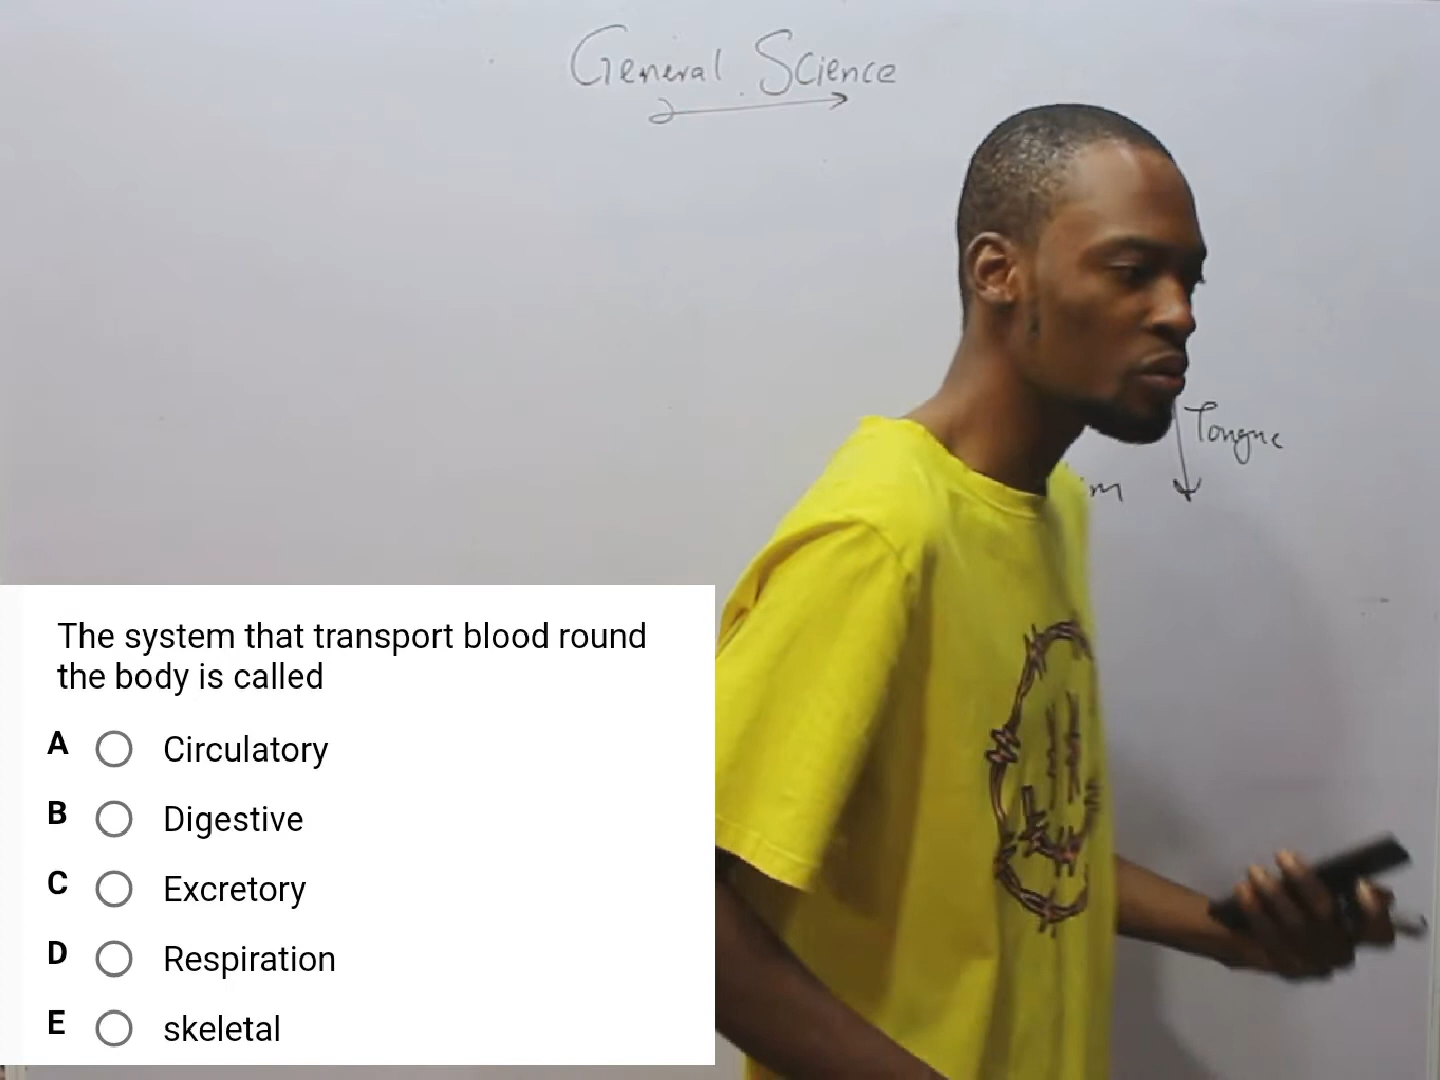 General Science
Tongue
The system that transport blood round
the body is called
A Circulatory
B Digestive
C Excretory
D Respiration
E skeletal